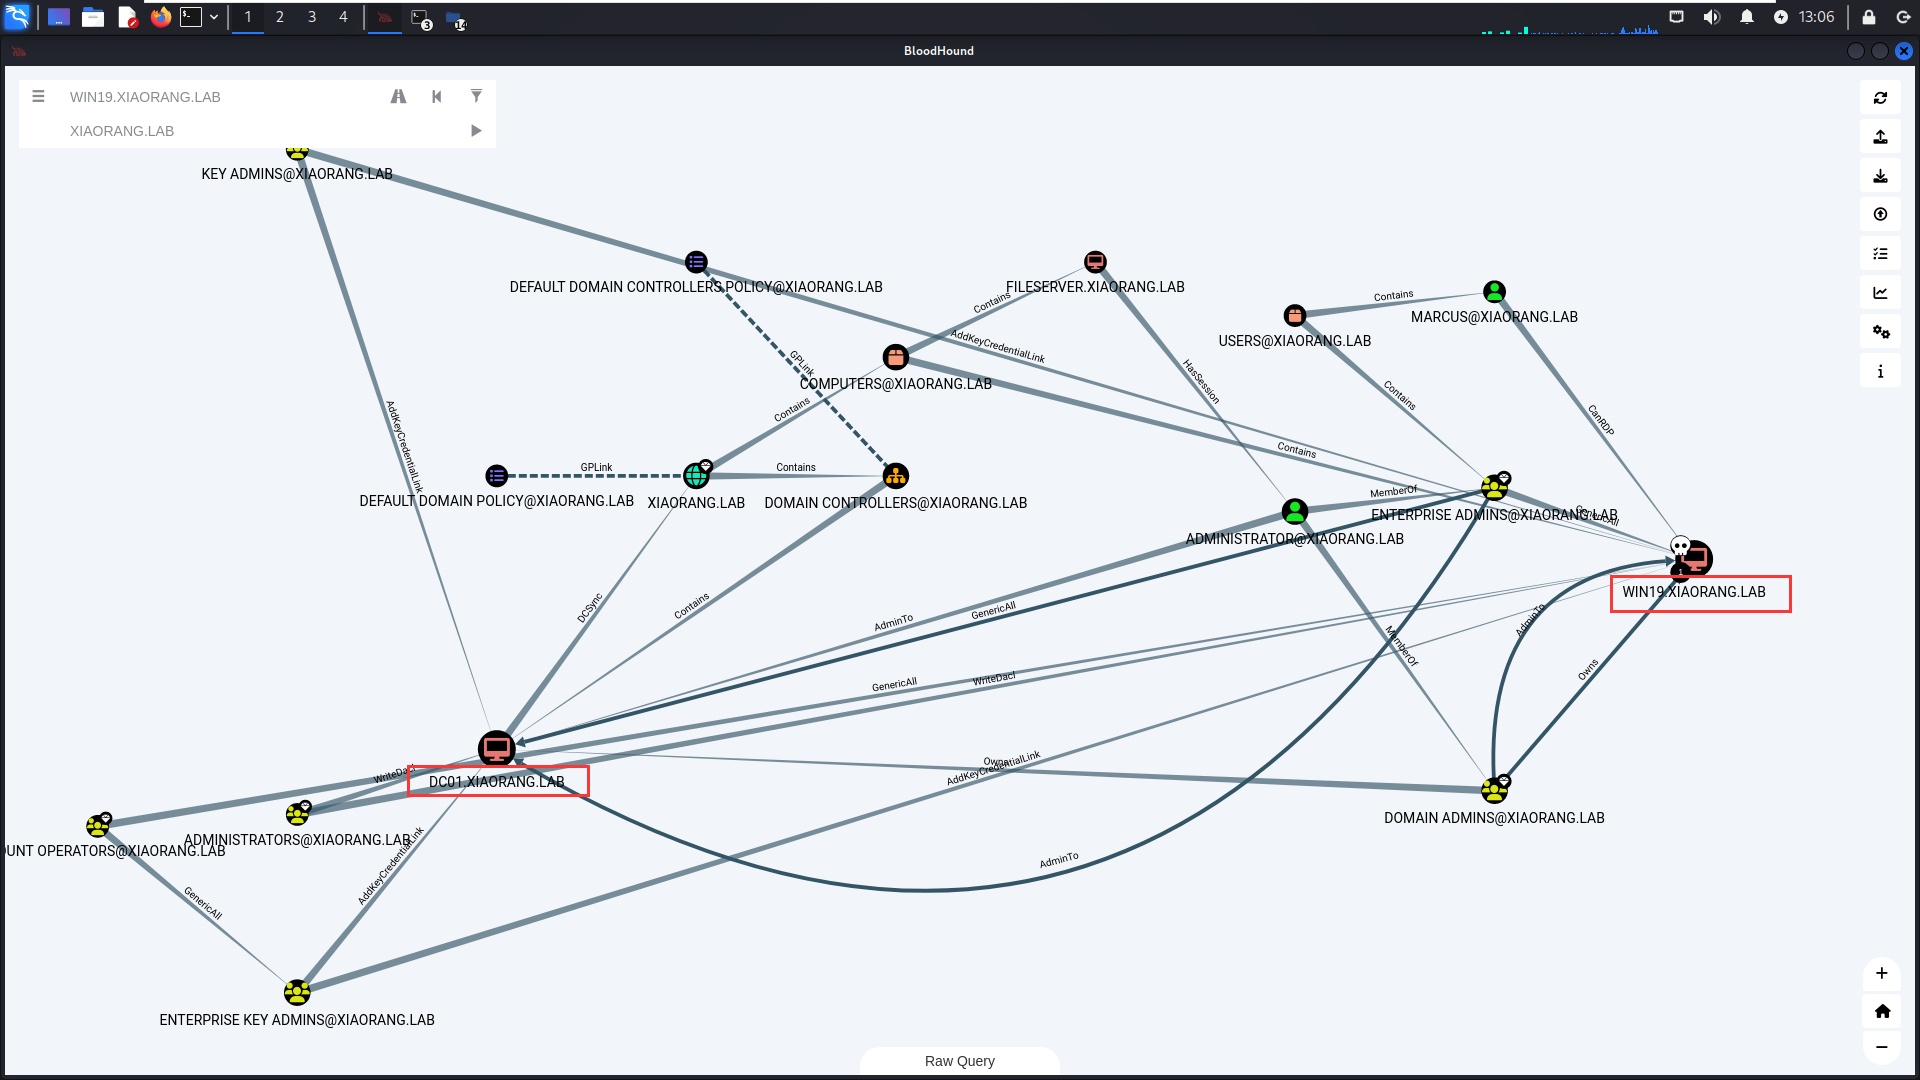 1 2 3 4
3
14
13:06
BloodHound
WIN19.XIAORANG.LAB
XIAORANG.LAB
KEY ADMINS@XIAORANG.LAB
DEFAULT DOMAIN CONTROLLERS POLICY@XIAORANG.LAB
FILESERVER.XIAORANG.LAB
Contains
Contains
MARCUS@XIAORANG.LAB
USERS@XIAORANG.LAB
AddKeyCredentialLink
GPLink
COMPUTERS@XIAORANG.LAB
HasSession
Contains
Contains
CanRDP
AddKeyCredentialLink
Contains
GPLink
Contains
DEFAULT DOMAIN POLICY@XIAORANG.LAB
XIAORANG.LAB
DOMAIN CONTROLLERS@XIAORANG.LAB
MemberOf
ENTERPRISE ADMINS@XIAORANG.LAB
GenericAll
ADMINISTRATOR@XIAORANG.LAB
WIN19.XIAORANG.LAB
DCSync
Contains
GenericAll
AdminTo
AdminTo
MemberOf
Owns
GenericAll
WriteDacl
Owns
AddKeyCredentialLink
WriteDacl
DC01.XIAORANG.LAB
DOMAIN ADMINS@XIAORANG.LAB
ADMINISTRATORS@XIAORANG.LAB
UNT OPERATORS@XIAORANG.LAB
AddKeyCredentialLink
AdminTo
GenericAll
ENTERPRISE KEY ADMINS@XIAORANG.LAB
Raw Query